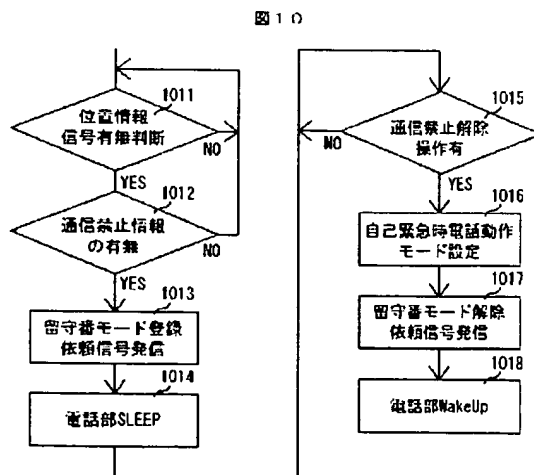 図10
1011
位置情報
信号有無判断
NO
YES
1012
通信禁止情報
の有無
NO
YES
1013
留守番モード登録
依頼信号発信
1014
電話部SLEEP
1015
通信禁止解除
操作有
NO
YES
1016
自己緊急時電話動作
モード設定
1017
留守番モード解除
依頼信号発信
1018
電話部WakeUp